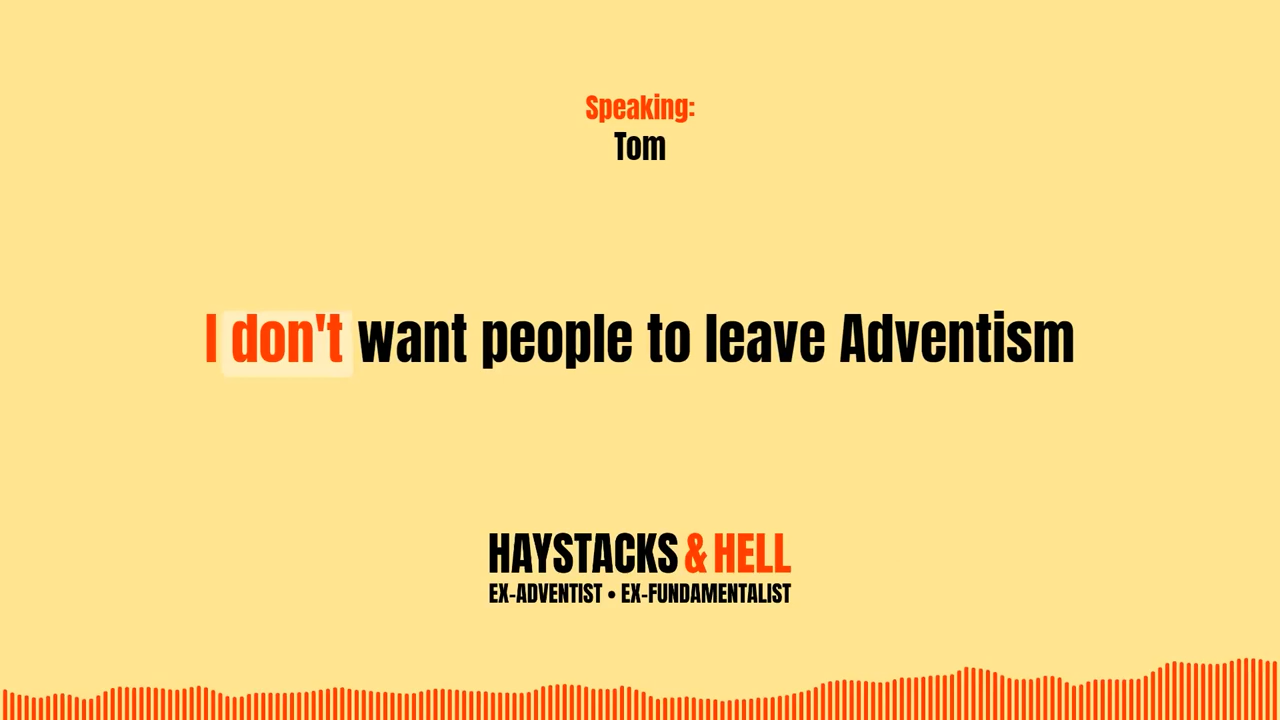 Speaking:
Tom
I don't want people to leave Adventism
HAYSTACKS & HELL
EX-ADVENTIST • EX-FUNDAMENTALIST